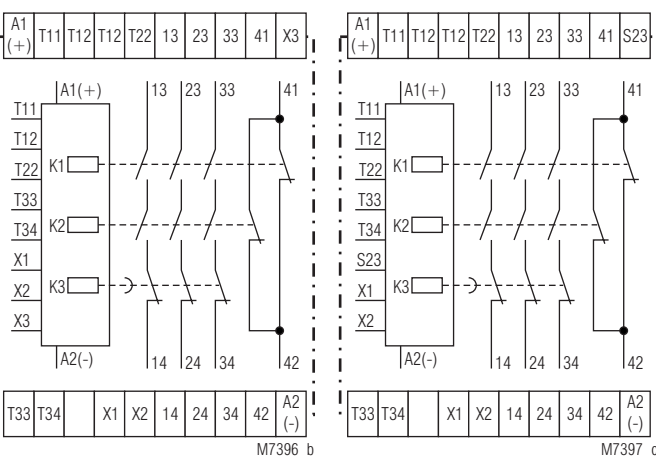 A1 (+) T11 T12 T12 T22 13 23 33 41 X3
A1(+) 13 23 33 41
T11
T12
K1
T22
T33
K2
T34
X1
K3
X2
X3
A2(-) 14 24 34 42
T33 T34 X1 X2 14 24 34 42 A2 (-)
M7396_b
A1 (+) T11 T12 T12 T22 13 23 33 41 S23
A1(+) 13 23 33 41
T11
T12
K1
T22
T33
K2
T34
S23
K3
X1
X2
A2(-) 14 24 34 42
T33 T34 X1 X2 14 24 34 42 A2 (-)
M7397_c